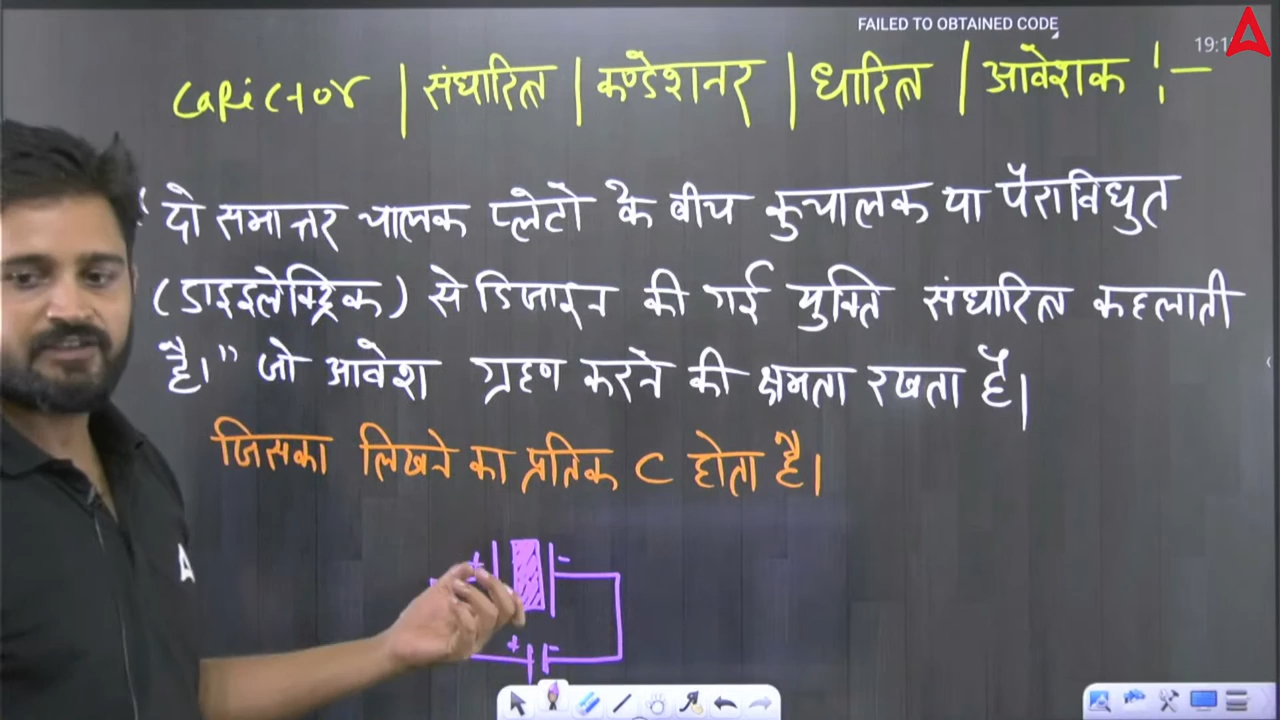 FAILED TO OBTAINED CODE
19:1
CaPictor | संधारित्र | कण्डेशनर | धारित्र | आवेशक :-
"दो समान्तर चालक प्लेटो के बीच कुचालक या पैराविधुत
(डाइइलेक्ट्रिक) से डिजाइन की गई युक्ति संधारित्र कहलाती
है।" जो आवेश ग्रहण करने की क्षमता रखता है।
जिसका लिखने का प्रतिक C होता है।
+ -
+ -